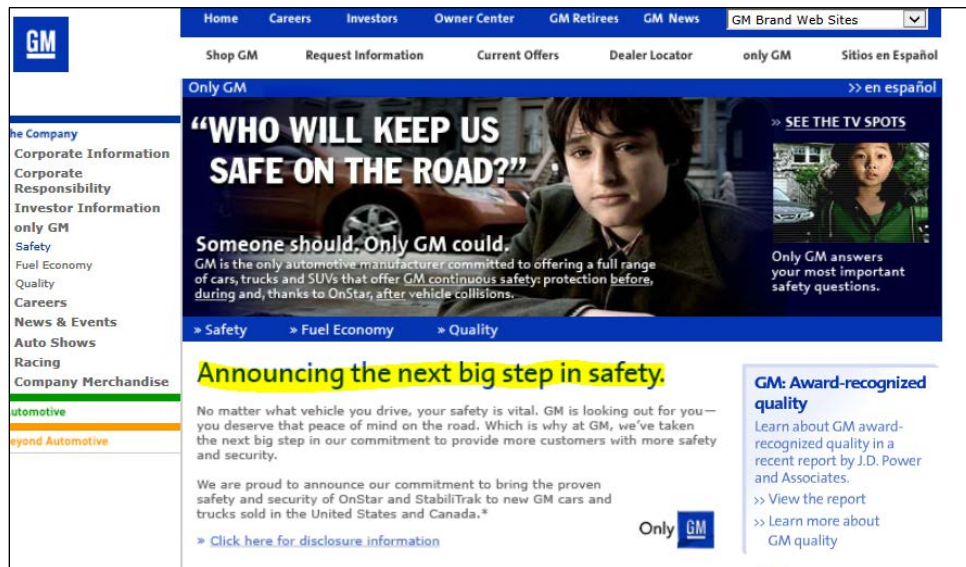 GM
Home Careers Investors Owner Center GM Retirees GM News GM Brand Web Sites
Shop GM Request Information Current Offers Dealer Locator only GM Sitios en Español
Only GM >> en español
“WHO WILL KEEP US
SAFE ON THE ROAD?”
Someone should. Only GM could.
GM is the only automotive manufacturer committed to offering a full range
of cars, trucks and SUVs that offer GM continuous safety: protection before,
during and, thanks to OnStar, after vehicle collisions.
» SEE THE TV SPOTS
Only GM answers
your most important
safety questions.
he Company
Corporate Information
Corporate
Responsibility
Investor Information
only GM
Safety
Fuel Economy
Quality
Careers
News & Events
Auto Shows
Racing
Company Merchandise
utomotive
eyond Automotive
» Safety » Fuel Economy » Quality
Announcing the next big step in safety.
No matter what vehicle you drive, your safety is vital. GM is looking out for you—
you deserve that peace of mind on the road. Which is why at GM, we’ve taken
the next big step in our commitment to provide more customers with more safety
and security.
We are proud to announce our commitment to bring the proven
safety and security of OnStar and StabiliTrak to new GM cars and
trucks sold in the United States and Canada.*
» Click here for disclosure information
Only GM
GM: Award-recognized
quality
Learn about GM award-
recognized quality in a
recent report by J.D. Power
and Associates.
>> View the report
>> Learn more about
GM quality